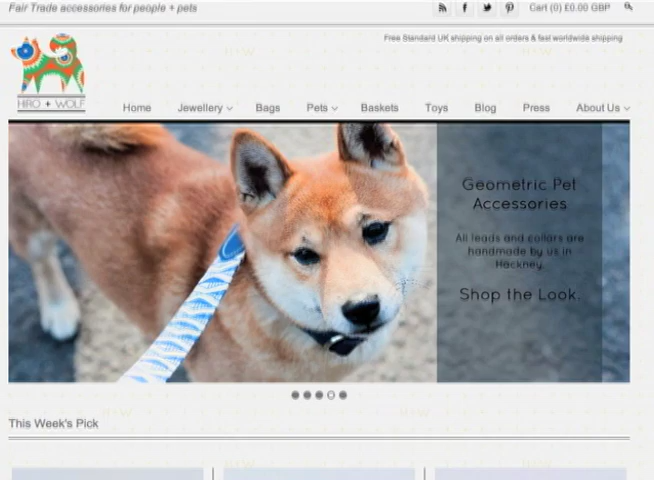 Fair Trade accessories for people + pets
Cart (0) £0.00 GBP
Free Standard UK shipping on all orders & fast worldwide shipping
HIRO + WOLF
Home Jewellery Bags Pets Baskets Toys Blog Press About Us
Geometric Pet
Accessories
All leads and collars are
handmade by us in
Hackney.
Shop the Look.
This Week's Pick